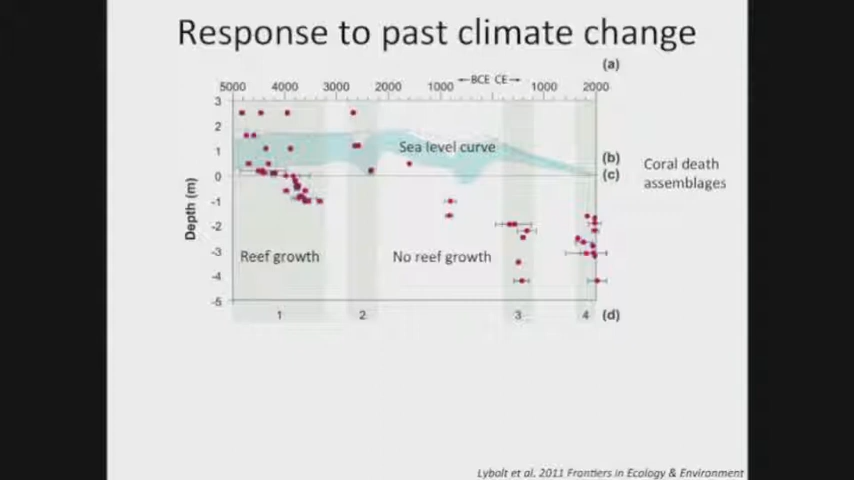 Response to past climate change
(a)
←BCE CE→
5000 4000 3000 2000 1000 1000 2000
3
2
1
0
-1
-2
-3
-4
-5
Depth (m)
Sea level curve
(b)
(c)
Coral death
assemblages
Reef growth
No reef growth
1 2 3 4 (d)
Lybolt et al. 2011 Frontiers in Ecology & Environment